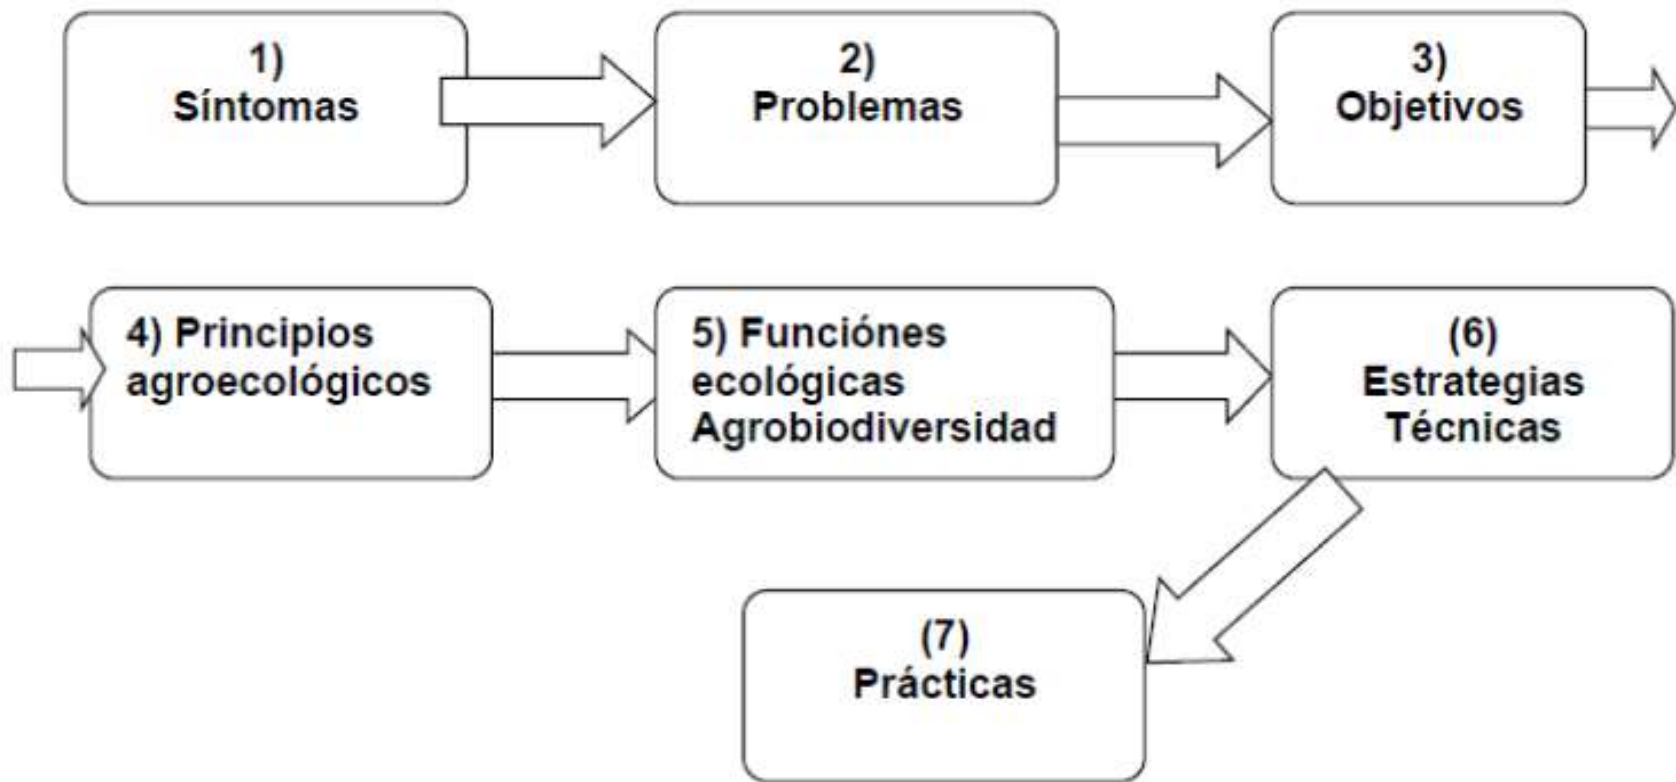 1)
Síntomas
2)
Problemas
3)
Objetivos
4) Principios
agroecológicos
5) Funciónes
ecológicas
Agrobiodiversidad
(6)
Estrategias
Técnicas
(7)
Prácticas